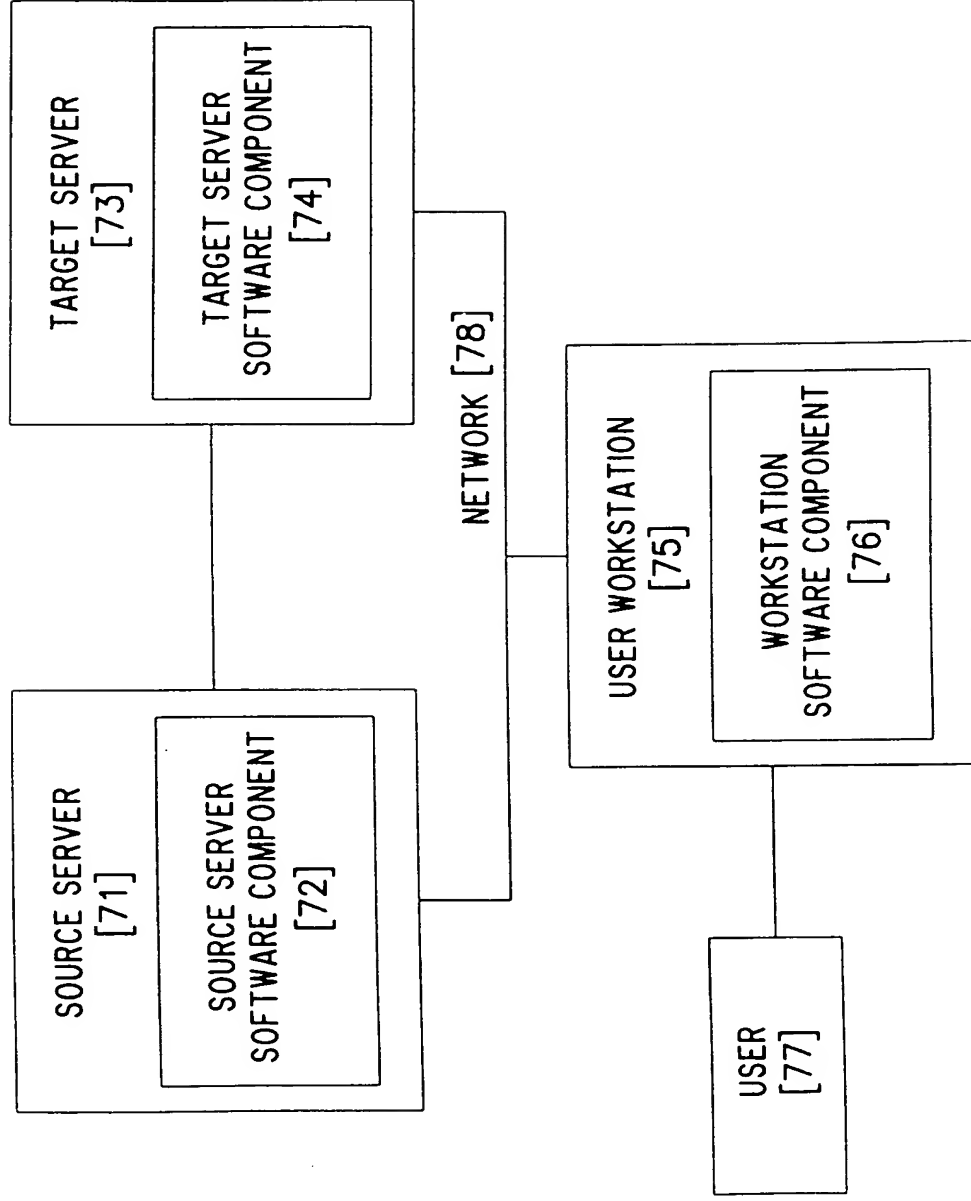 SOURCE SERVER
[71]
SOURCE SERVER
SOFTWARE COMPONENT
[72]
TARGET SERVER
[73]
TARGET SERVER
SOFTWARE COMPONENT
[74]
NETWORK [78]
USER WORKSTATION
[75]
WORKSTATION
SOFTWARE COMPONENT
[76]
USER
[77]